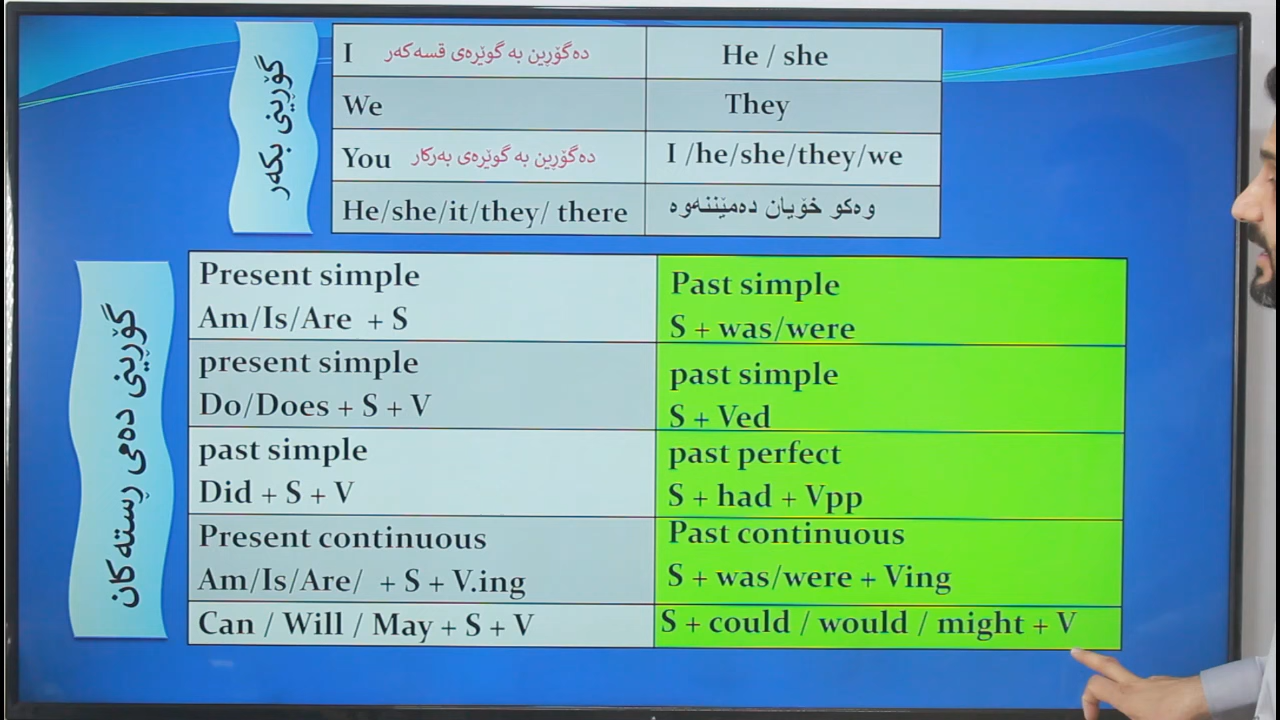 گۆڕینی بکەر
I دەگۆڕین بە گوێرەی قسەکەر He / she
We They
You دەگۆڕین بە گوێرەی بەرکار I /he/she/they/we
He/she/it/they/ there وەکو خۆیان دەمێننەوە
گۆڕینی دەمی ڕستەکان
Present simple
Am/Is/Are + S
Past simple
S + was/were
present simple
Do/Does + S + V
past simple
S + Ved
past simple
Did + S + V
past perfect
S + had + Vpp
Present continuous
Am/Is/Are/ + S + V.ing
Past continuous
S + was/were + Ving
Can / Will / May + S + V
S + could / would / might + V